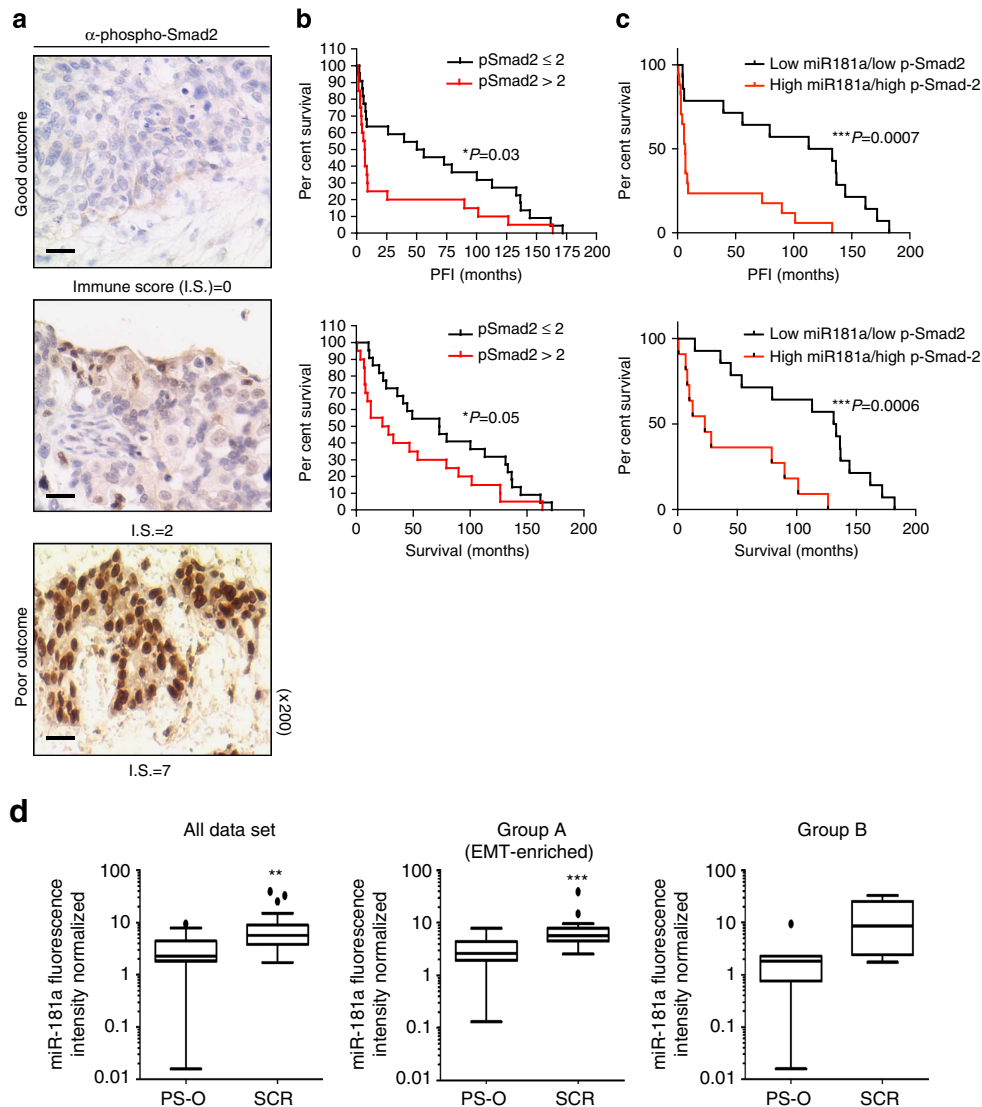 a
α-phospho-Smad2
Good outcome
Immune score (I.S.)=0
I.S.=2
Poor outcome
(×200)
I.S.=7
b
Per cent survival
110
100
90
80
70
60
50
40
30
20
10
0
pSmad2 ≤ 2
pSmad2 > 2
*P=0.03
0 25 50 75 100 125 150 175 200
PFI (months)
Per cent survival
110
100
90
80
70
60
50
40
30
20
10
0
pSmad2 ≤ 2
pSmad2 > 2
*P=0.05
0 50 100 150 200
Survival (months)
c
Per cent survival
100
50
0
Low miR181a/low p-Smad2
High miR181a/high p-Smad-2
***P=0.0007
0 50 100 150 200
PFI (months)
Per cent survival
100
50
0
Low miR181a/low p-Smad2
High miR181a/high p-Smad-2
***P=0.0006
0 50 100 150 200
Survival (months)
d
All data set
miR-181a fluorescence
intensity normalized
100
10
1
0.1
0.01
**
PS-O SCR
Group A
(EMT-enriched)
miR-181a fluorescence
intensity normalized
100
10
1
0.1
0.01
***
PS-O SCR
Group B
miR-181a fluorescence
intensity normalized
100
10
1
0.1
0.01
PS-O SCR